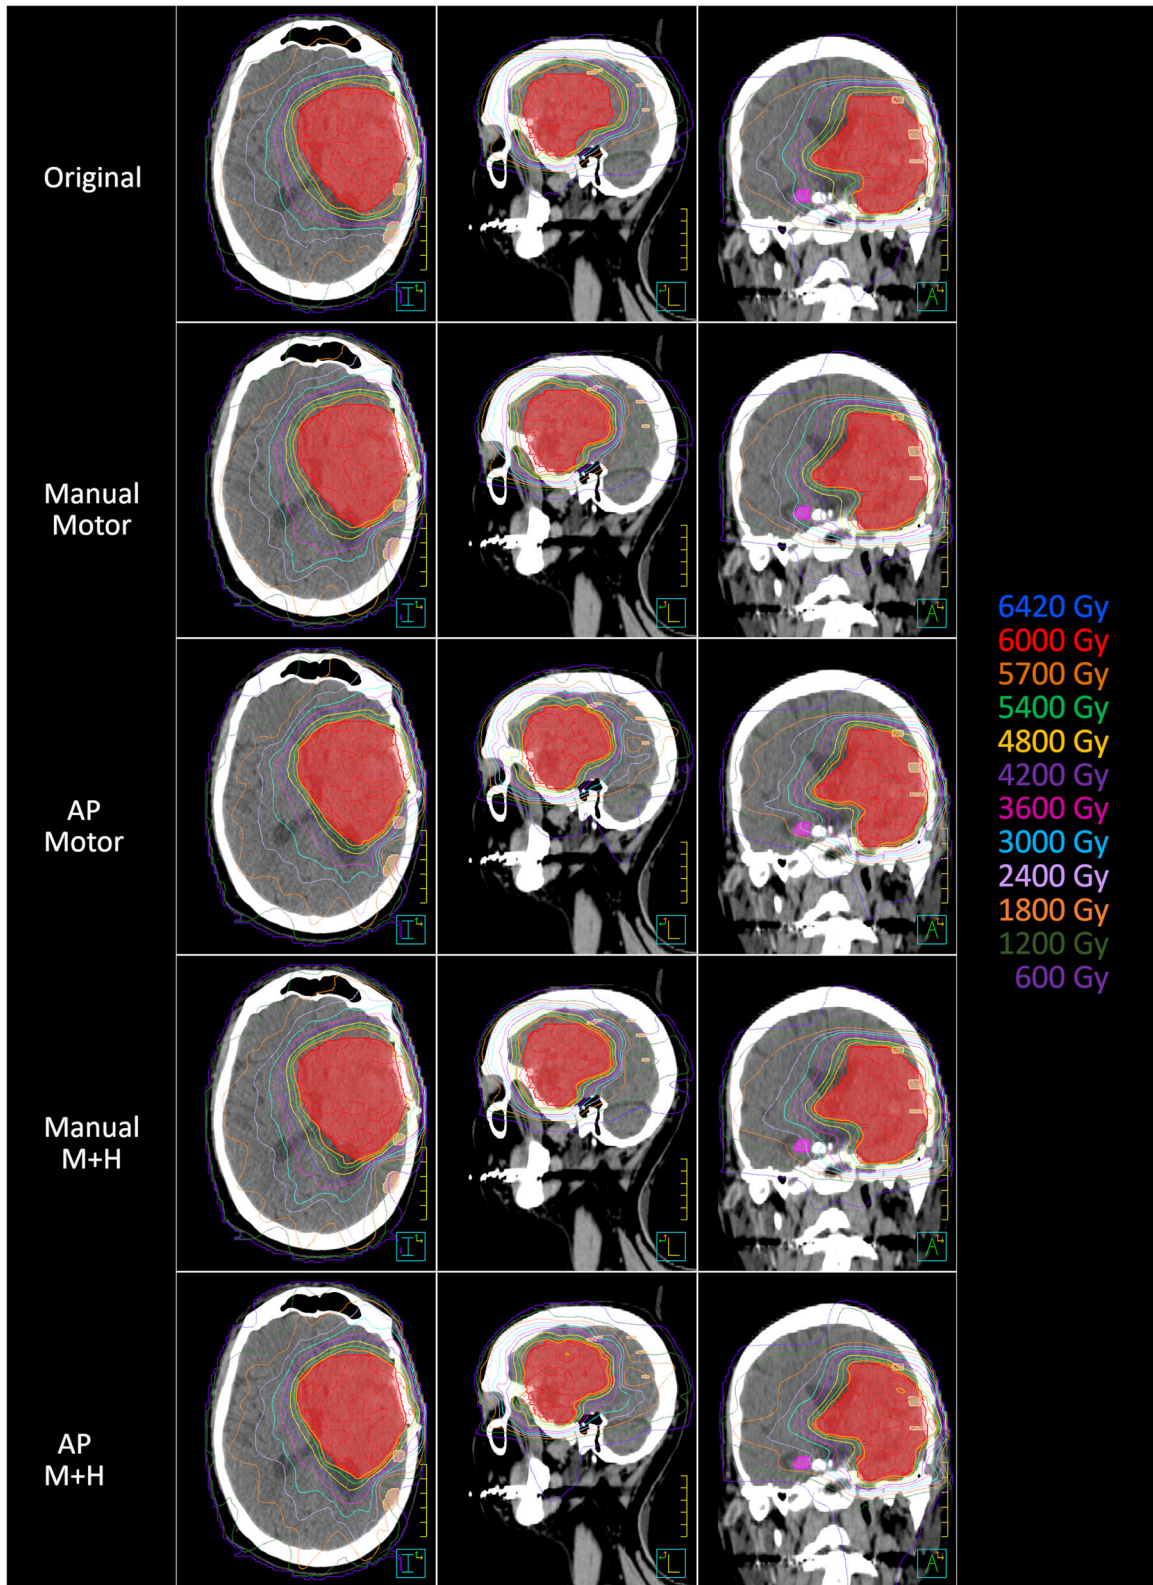 Original
I
L
A
Manual
Motor
I
L
A
6420 Gy
6000 Gy
5700 Gy
5400 Gy
4800 Gy
4200 Gy
3600 Gy
3000 Gy
2400 Gy
1800 Gy
1200 Gy
600 Gy
AP
Motor
I
L
A
Manual
M+H
I
L
A
AP
M+H
I
L
A